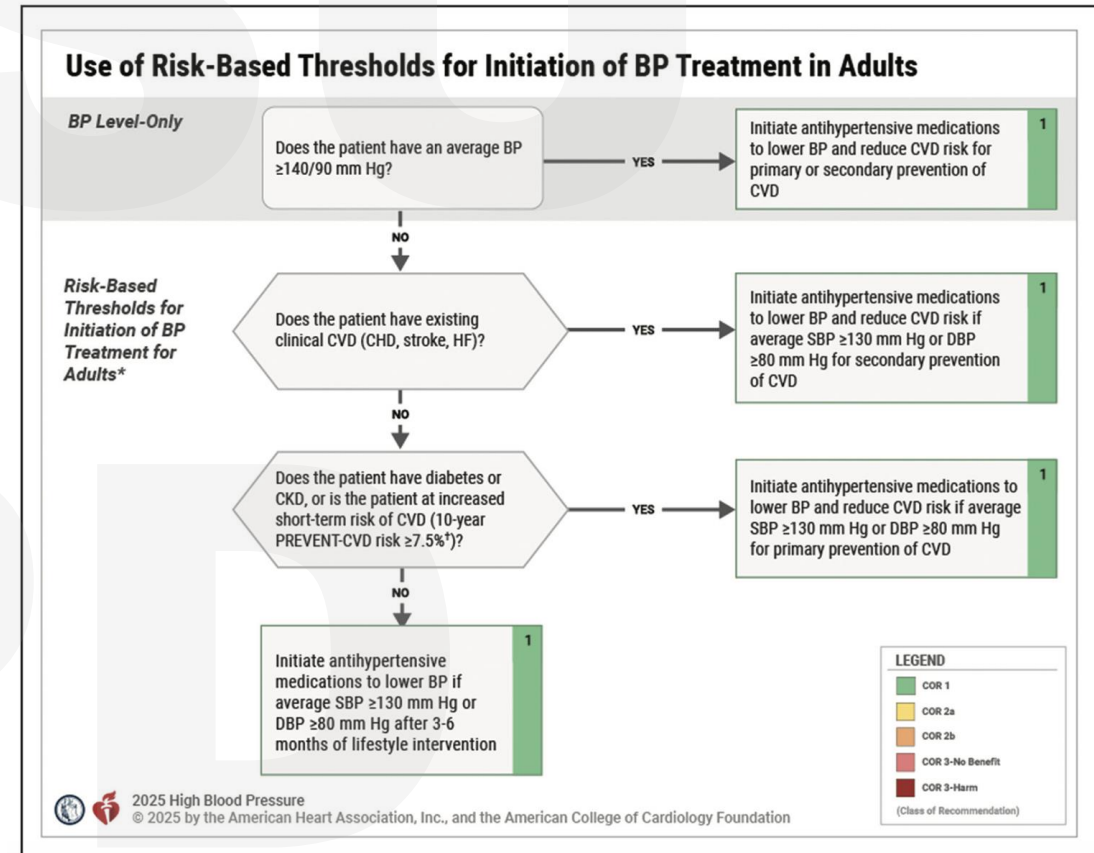 Use of Risk-Based Thresholds for Initiation of BP Treatment in Adults
BP Level-Only
Does the patient have an average BP
≥140/90 mm Hg?
YES
Initiate antihypertensive medications
to lower BP and reduce CVD risk for
primary or secondary prevention of
CVD
1
NO
Risk-Based
Thresholds for
Initiation of BP
Treatment for
Adults*
Does the patient have existing
clinical CVD (CHD, stroke, HF)?
YES
Initiate antihypertensive medications
to lower BP and reduce CVD risk if
average SBP ≥130 mm Hg or DBP
≥80 mm Hg for secondary prevention
of CVD
1
NO
Does the patient have diabetes or
CKD, or is the patient at increased
short-term risk of CVD (10-year
PREVENT-CVD risk ≥7.5%†)?
YES
Initiate antihypertensive medications to
lower BP and reduce CVD risk if average
SBP ≥130 mm Hg or DBP ≥80 mm Hg
for primary prevention of CVD
1
NO
Initiate antihypertensive
medications to lower BP if
average SBP ≥130 mm Hg or
DBP ≥80 mm Hg after 3-6
months of lifestyle intervention
1
LEGEND
COR 1
COR 2a
COR 2b
COR 3-No Benefit
COR 3-Harm
(Class of Recommendation)
2025 High Blood Pressure
© 2025 by the American Heart Association, Inc., and the American College of Cardiology Foundation